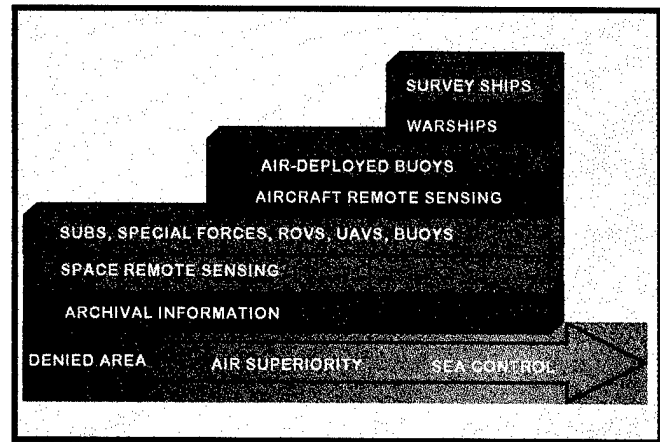 SURVEY SHIPS
WARSHIPS
AIR-DEPLOYED BUOYS
AIRCRAFT REMOTE SENSING
SUBS, SPECIAL FORCES, ROVS, UAVS, BUOYS
SPACE REMOTE SENSING
ARCHIVAL INFORMATION
DENIED AREA AIR SUPERIORITY SEA CONTROL